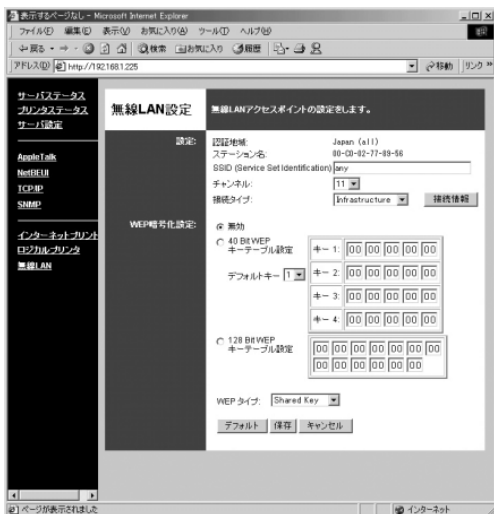 表示するページなし - Microsoft Internet Explorer
ファイル(F) 編集(E) 表示(V) お気に入り(A) ツール(T) ヘルプ(H)
戻る 検索 お気に入り 履歴
アドレス(D) http://192.168.1.225 移動 リンク »
サーバステータス
プリンタステータス
サーバ設定
AppleTalk
NetBEUI
TCP/IP
SNMP
インターネットプリント
ロジカルプリンタ
無線LAN
無線LAN設定 無線LANアクセスポイントの設定をします。
設定: 認証地域: Japan (all)
ステーション名: 00-C0-02-77-89-56
SSID (Service Set Identification) any
チャンネル: 11
接続タイプ: Infrastructure 接続情報
WEP暗号化設定: 無効
40 Bit WEP
キーテーブル設定
デフォルトキー 1
キー 1: 00 00 00 00 00
キー 2: 00 00 00 00 00
キー 3: 00 00 00 00 00
キー 4: 00 00 00 00 00
128 Bit WEP
キーテーブル設定
00 00 00 00 00 00 00
00 00 00 00 00 00
WEP タイプ: Shared Key
デフォルト 保存 キャンセル
ページが表示されました インターネット